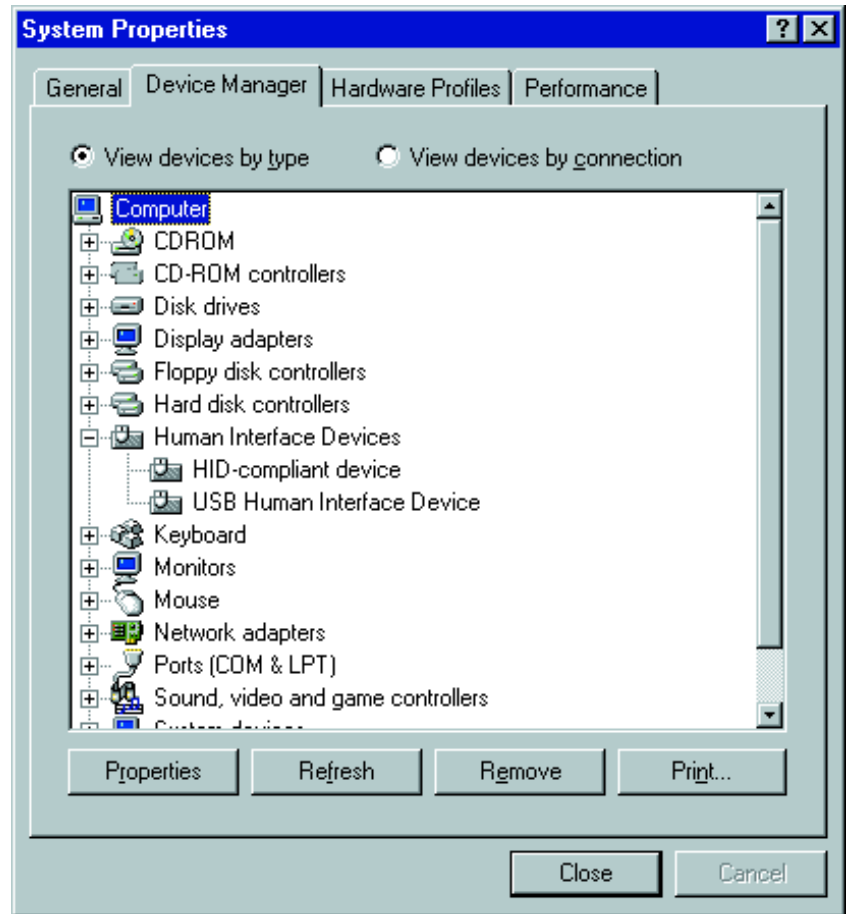 System Properties
General Device Manager Hardware Profiles Performance
View devices by type View devices by connection
Computer
CDROM
CD-ROM controllers
Disk drives
Display adapters
Floppy disk controllers
Hard disk controllers
Human Interface Devices
HID-compliant device
USB Human Interface Device
Keyboard
Monitors
Mouse
Network adapters
Ports (COM & LPT)
Sound, video and game controllers
Properties Refresh Remove Print...
Close Cancel